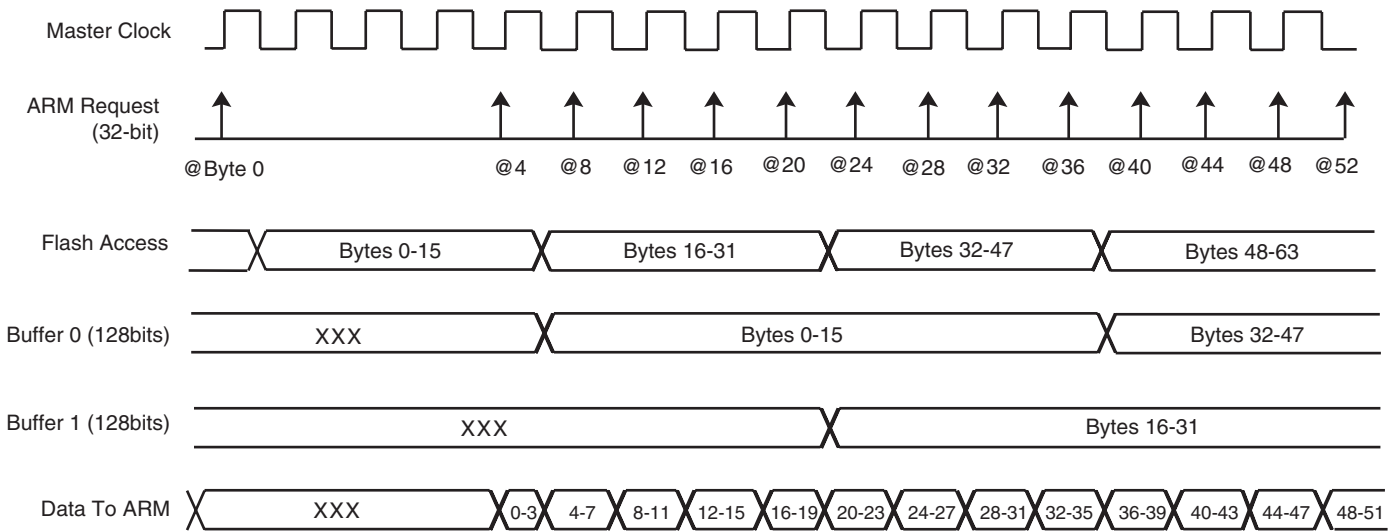 Master Clock
ARM Request
(32-bit)
@Byte 0 @4 @8 @12 @16 @20 @24 @28 @32 @36 @40 @44 @48 @52
Flash Access Bytes 0-15 Bytes 16-31 Bytes 32-47 Bytes 48-63
Buffer 0 (128bits) XXX Bytes 0-15 Bytes 32-47
Buffer 1 (128bits) XXX Bytes 16-31
Data To ARM XXX 0-3 4-7 8-11 12-15 16-19 20-23 24-27 28-31 32-35 36-39 40-43 44-47 48-51